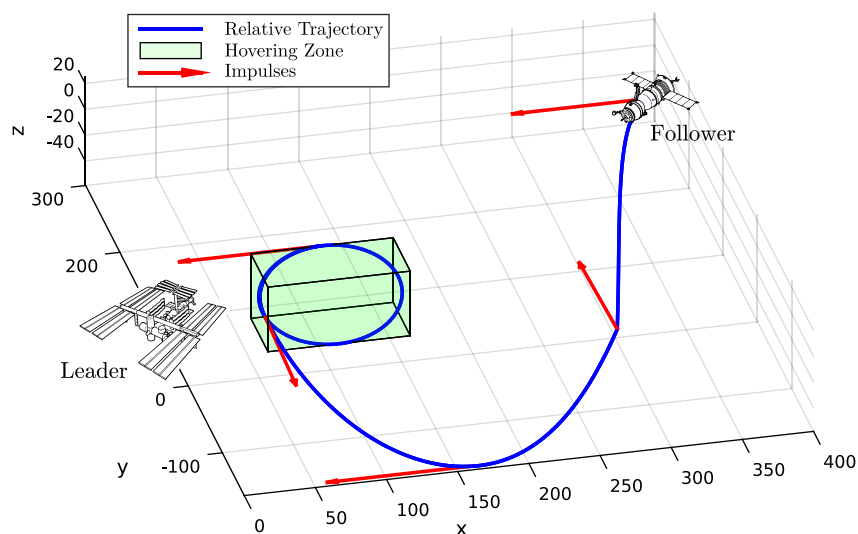 Relative Trajectory
Hovering Zone
Impulses
20
0
-20
-40
z
300
200
0
-100
y
Follower
Leader
0
50
100
150
200
250
300
350
400
x